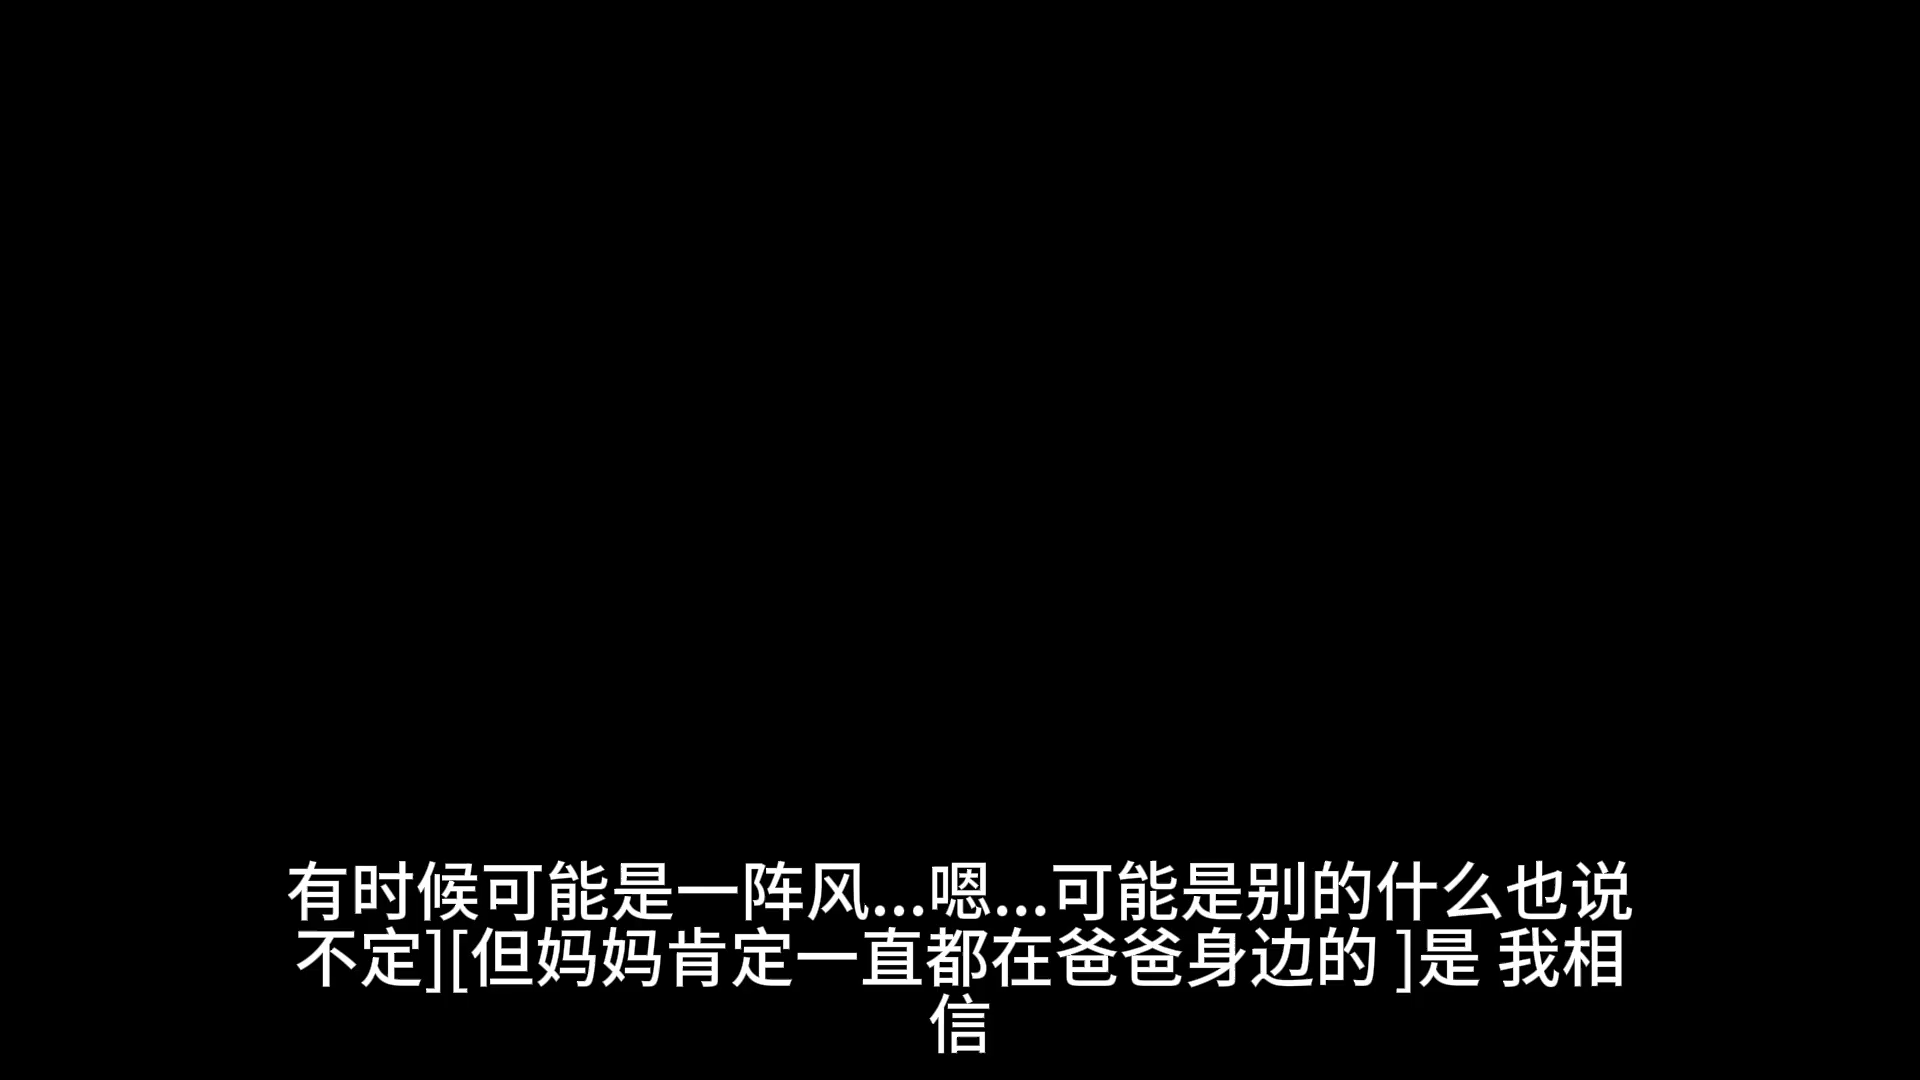 有时候可能是一阵风...嗯...可能是别的什么也说
不定][但妈妈肯定一直都在爸爸身边的 ]是 我相
信